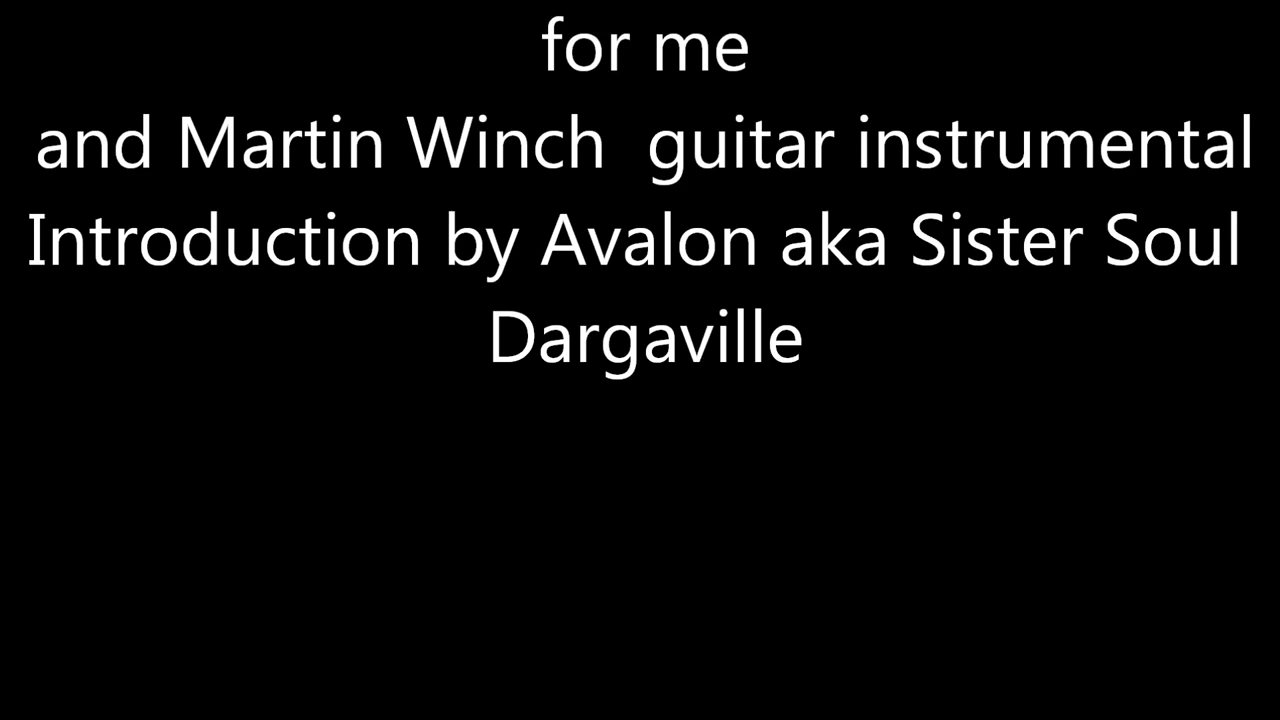 for me
and Martin Winch  guitar instrumental
Introduction by Avalon aka Sister Soul
Dargaville